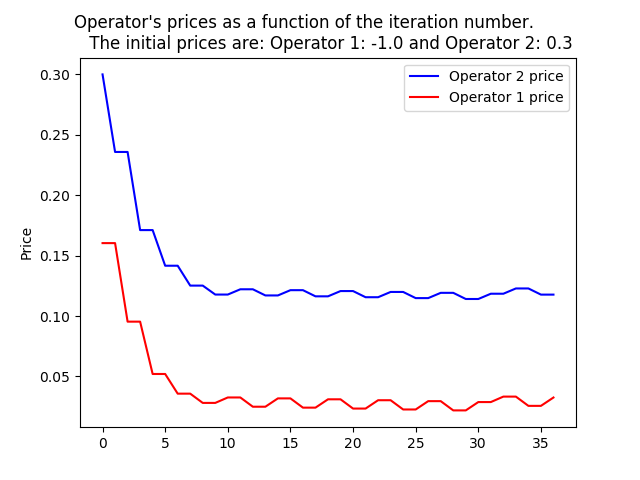 Operator's prices as a function of the iteration number.
The initial prices are: Operator 1: -1.0 and Operator 2: 0.3
Operator 2 price
Operator 1 price
Price
0.30
0.25
0.20
0.15
0.10
0.05
0 5 10 15 20 25 30 35